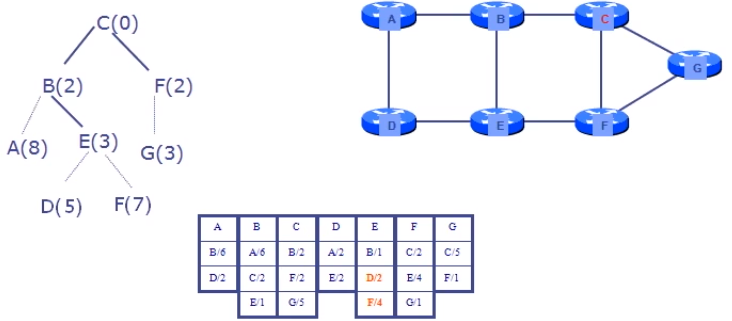 C(0)
B(2) F(2)
A(8) E(3) G(3)
D(5) F(7)
A B C
G
D E F
A B C D E F G
B/6 A/6 B/2 A/2 B/1 C/2 C/5
D/2 C/2 F/2 E/2 D/2 E/4 F/1
E/1 G/5 F/4 G/1